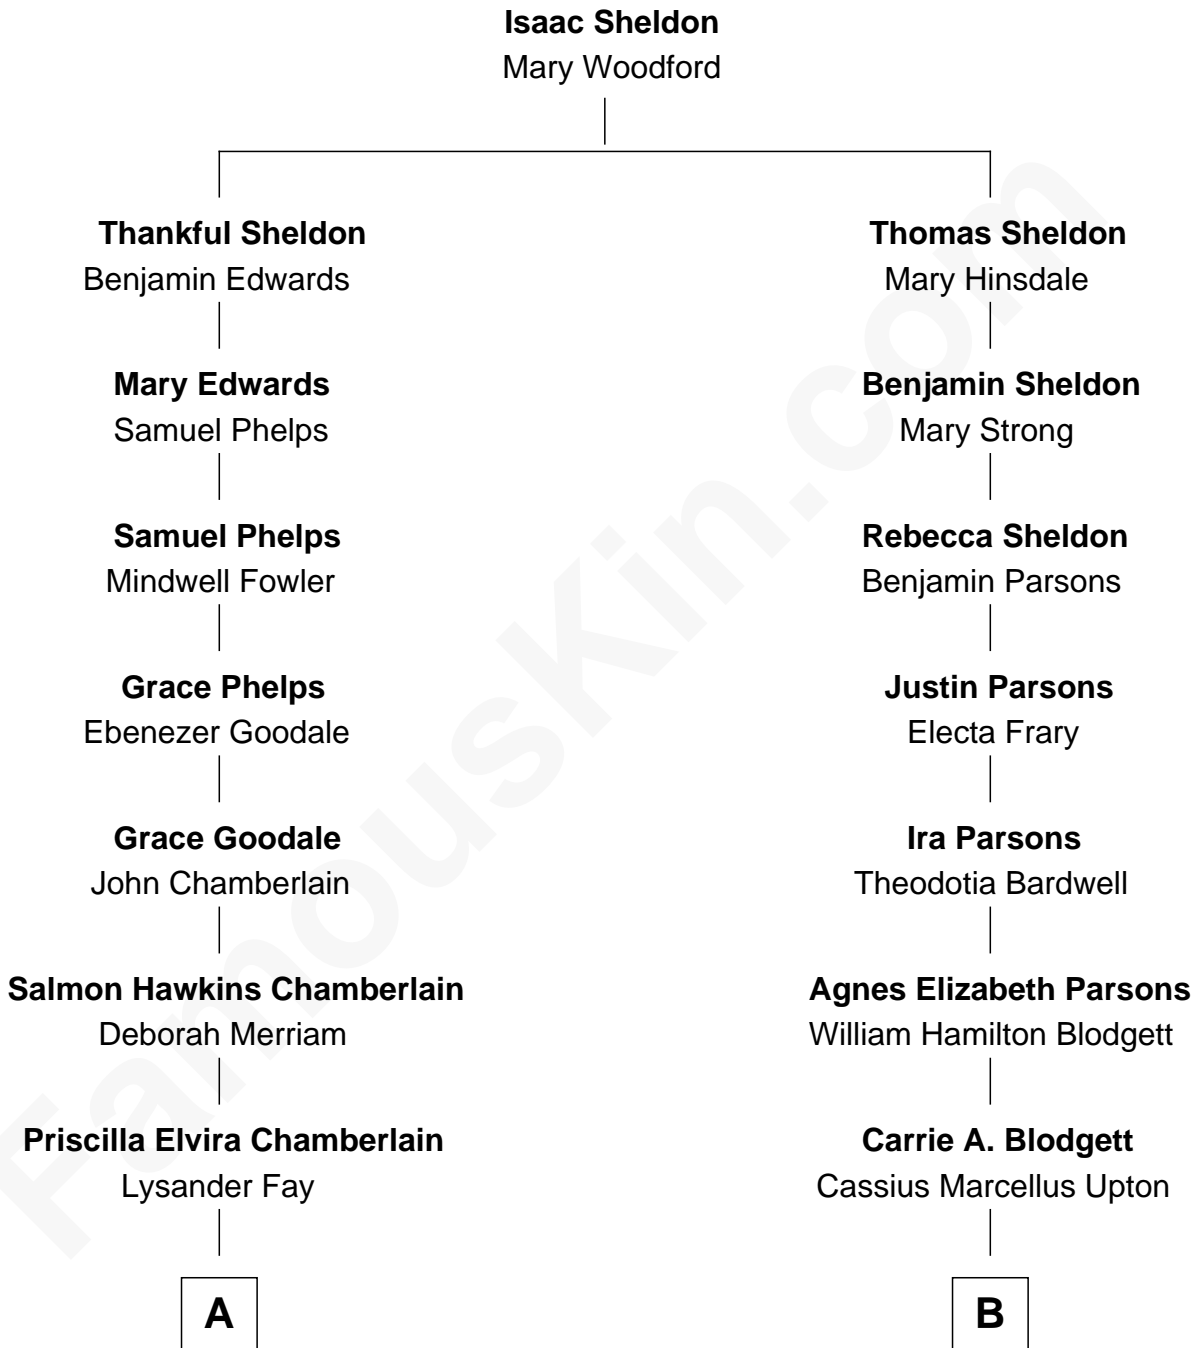 Isaac Sheldon
Mary Woodford
Thankful Sheldon
Benjamin Edwards
Thomas Sheldon
Mary Hinsdale
Mary Edwards
Samuel Phelps
Benjamin Sheldon
Mary Strong
Samuel Phelps
Mindwell Fowler
Rebecca Sheldon
Benjamin Parsons
Grace Phelps
Ebenezer Goodale
Justin Parsons
Electa Frary
Grace Goodale
John Chamberlain
Ira Parsons
Theodotia Bardwell
Salmon Hawkins Chamberlain
Deborah Merriam
Agnes Elizabeth Parsons
William Hamilton Blodgett
Priscilla Elvira Chamberlain
Lysander Fay
Carrie A. Blodgett
Cassius Marcellus Upton
A
B
FamousKin.com